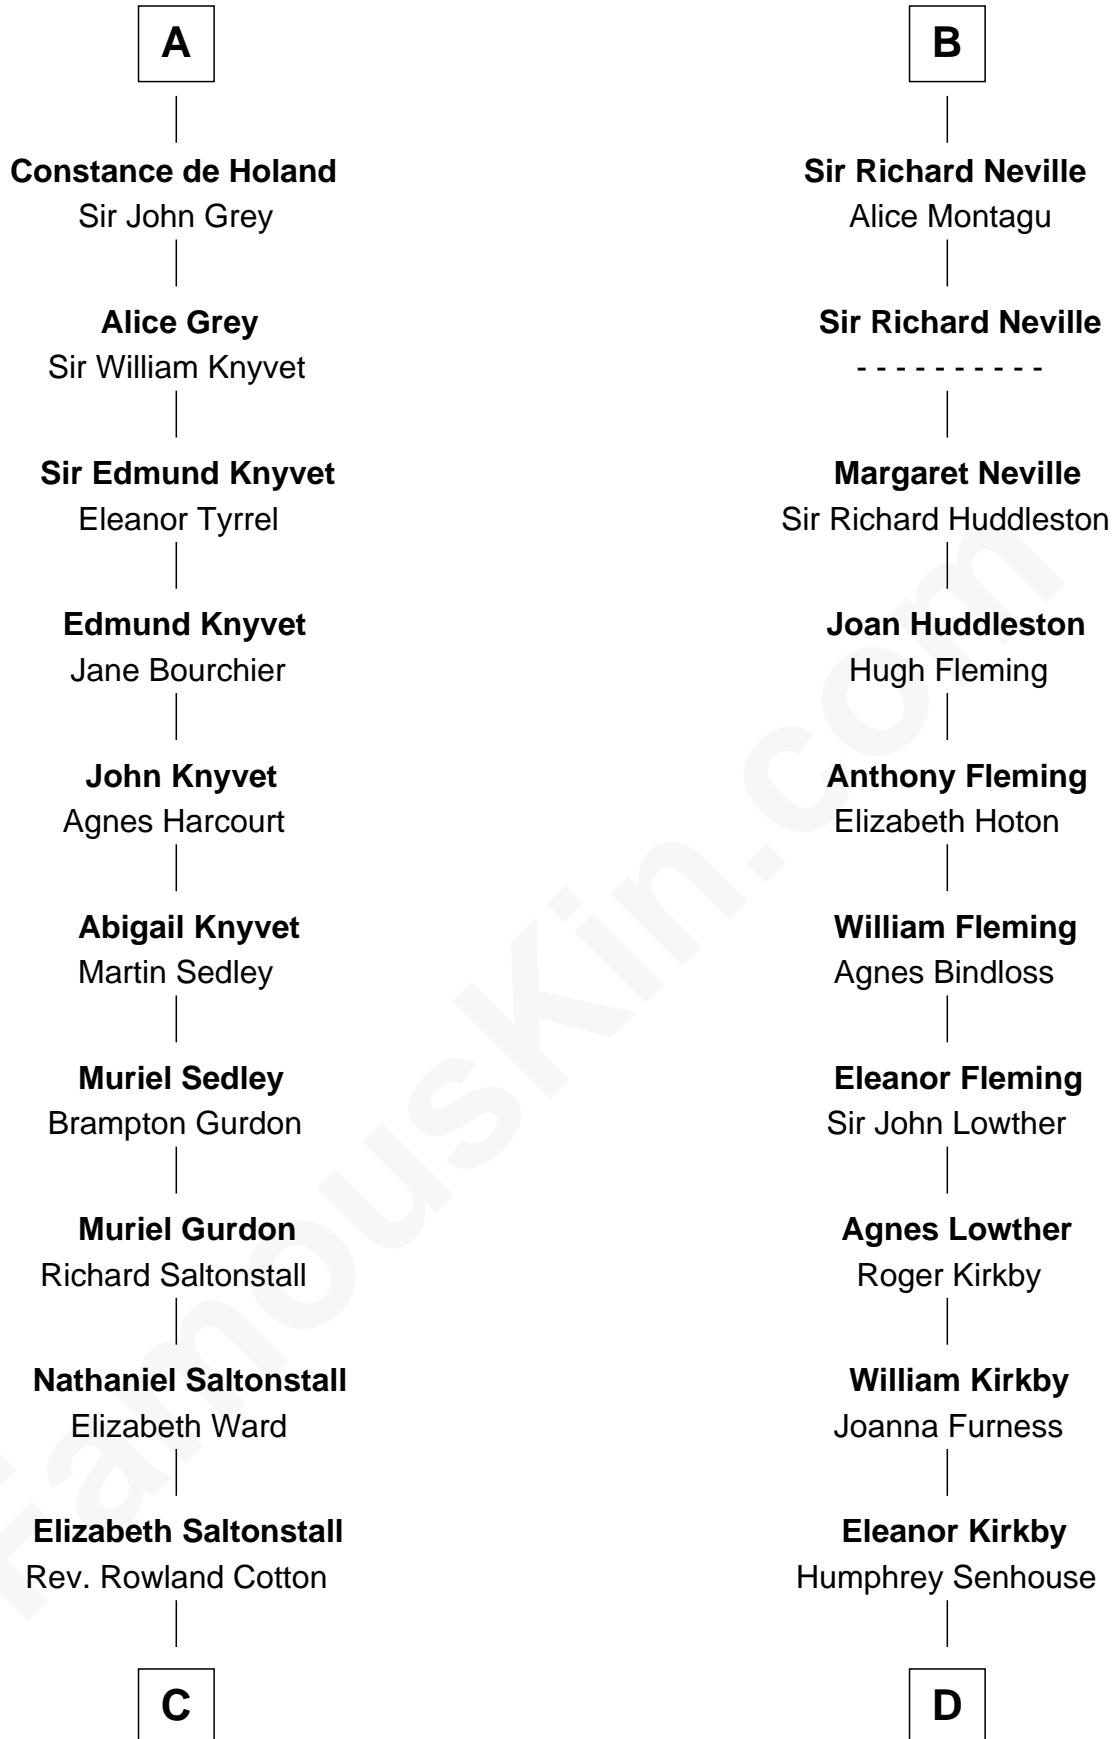 A
Constance de Holand
Sir John Grey
Alice Grey
Sir William Knyvet
Sir Edmund Knyvet
Eleanor Tyrrel
Edmund Knyvet
Jane Bourchier
John Knyvet
Agnes Harcourt
Abigail Knyvet
Martin Sedley
Muriel Sedley
Brampton Gurdon
Muriel Gurdon
Richard Saltonstall
Nathaniel Saltonstall
Elizabeth Ward
Elizabeth Saltonstall
Rev. Rowland Cotton
C
B
Sir Richard Neville
Alice Montagu
Sir Richard Neville
- - - - - - - - - -
Margaret Neville
Sir Richard Huddleston
Joan Huddleston
Hugh Fleming
Anthony Fleming
Elizabeth Hoton
William Fleming
Agnes Bindloss
Eleanor Fleming
Sir John Lowther
Agnes Lowther
Roger Kirkby
William Kirkby
Joanna Furness
Eleanor Kirkby
Humphrey Senhouse
D
FamousKin.com